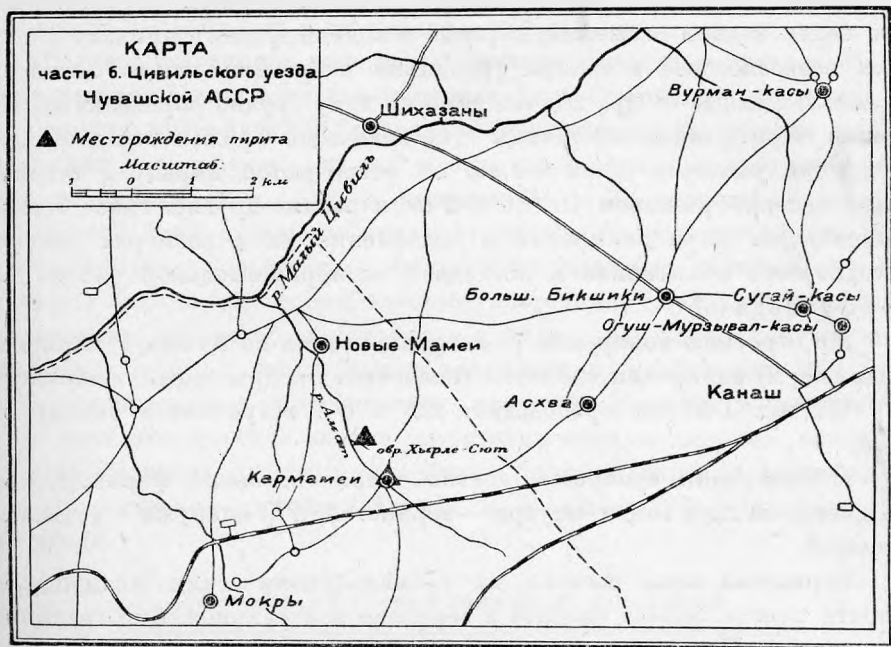 КАРТА
части б. Цивильского уезда
Чувашской АССР
Месторождения пирита
Масштаб:
1 0 1 2 км
Шихазаны
Вурман-касы
р. Малый Цивиль
Больш. Бикшики
Сугай-касы
Огуш-Мурзывал-касы
Новые Мамеи
Канаш
Асхва
овр. Хырле-Сют
Кармамеи
Мокры